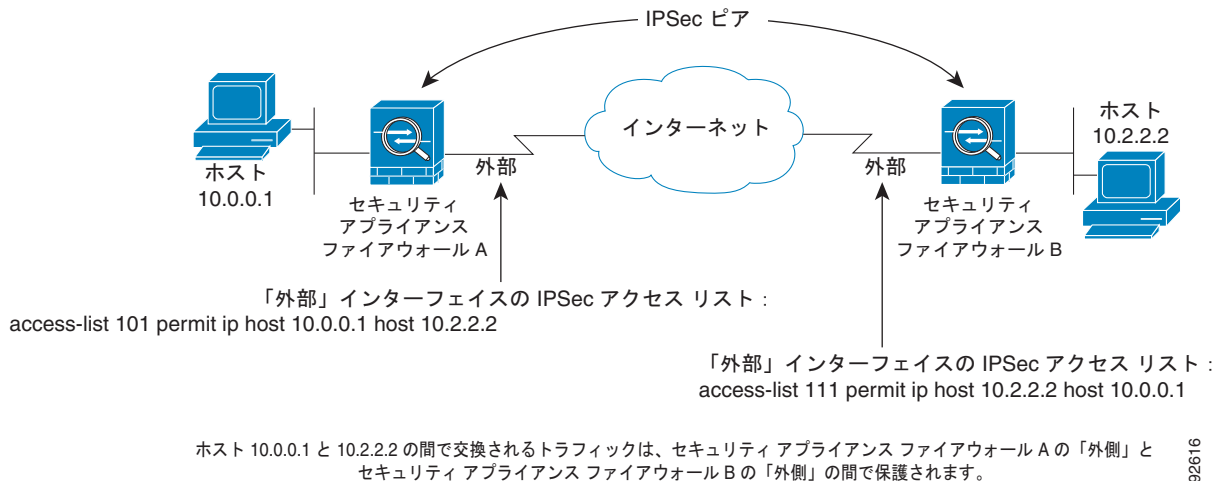 IPSec ピア
インターネット
ホスト
10.0.0.1
外部
外部
ホスト
10.2.2.2
セキュリティ
アプライアンス
ファイアウォール A
セキュリティ
アプライアンス
ファイアウォール B
「外部」インターフェイスの IPSec アクセス リスト :
access-list 101 permit ip host 10.0.0.1 host 10.2.2.2
「外部」インターフェイスの IPSec アクセス リスト :
access-list 111 permit ip host 10.2.2.2 host 10.0.0.1
ホスト 10.0.0.1 と 10.2.2.2 の間で交換されるトラフィックは、セキュリティ アプライアンス ファイアウォール A の「外側」と
セキュリティ アプライアンス ファイアウォール B の「外側」の間で保護されます。
92616